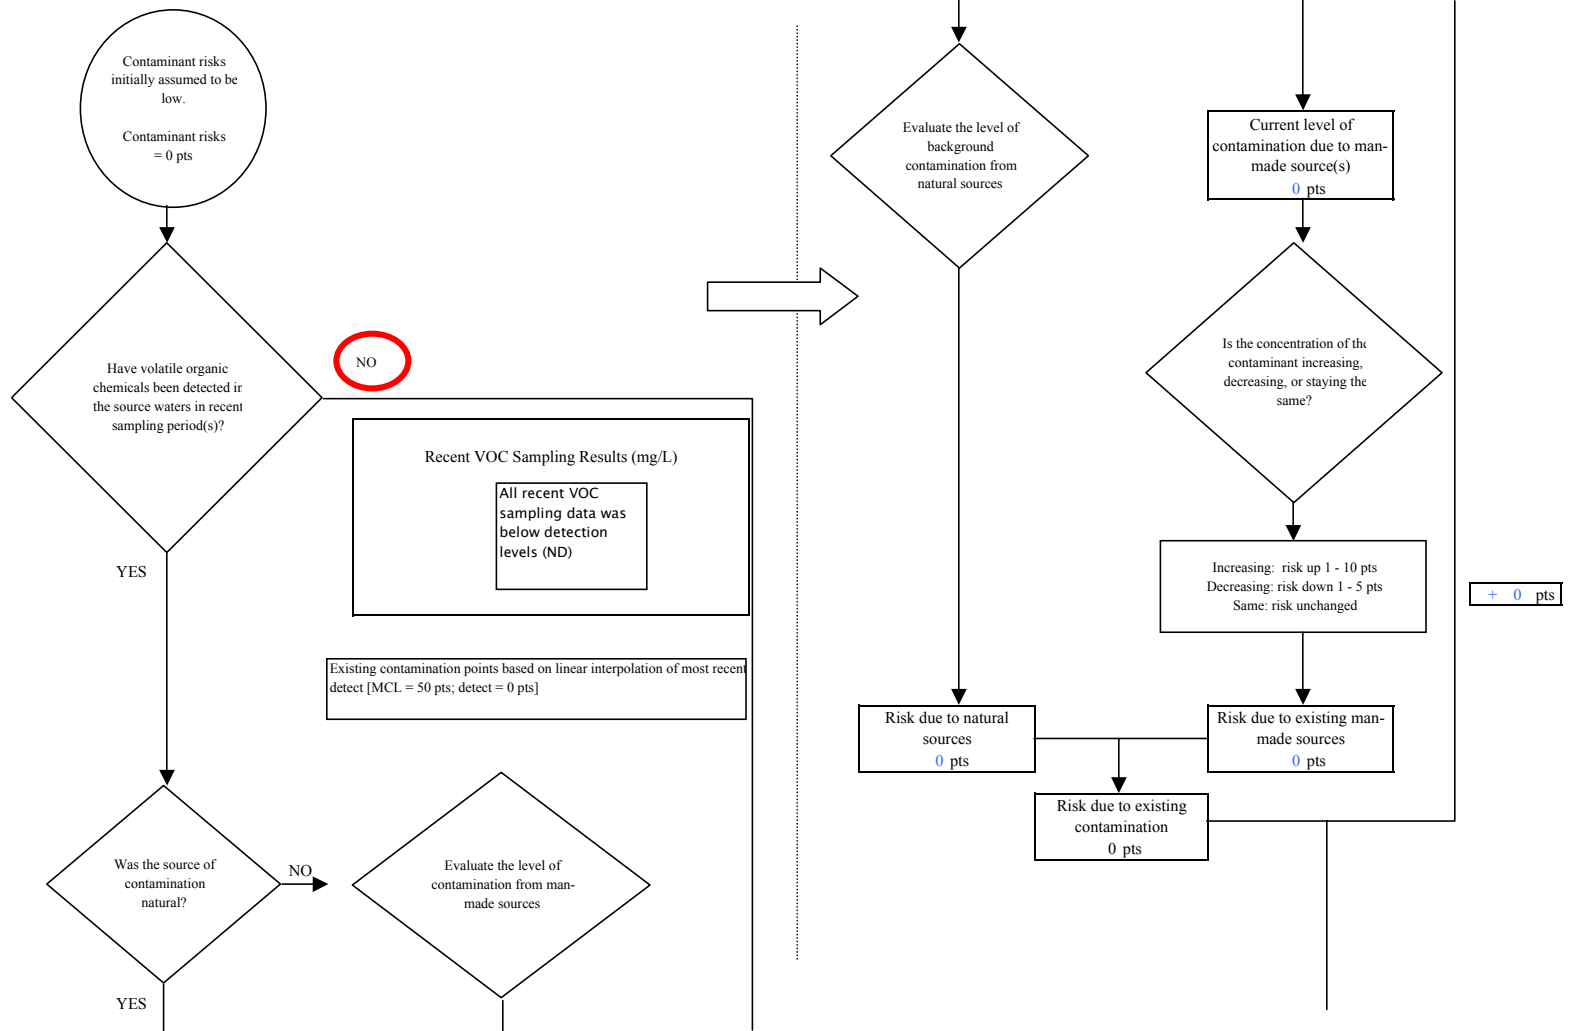 Contaminant risks
initially assumed to be
low.
Contaminant risks
= 0 pts
Have volatile organic
chemicals been detected in
the source waters in recent
sampling period(s)?
NO
Recent VOC Sampling Results (mg/L)
All recent VOC
sampling data was
below detection
levels (ND)
YES
Existing contamination points based on linear interpolation of most recent
detect [MCL = 50 pts; detect = 0 pts]
Was the source of
contamination
natural?
NO
Evaluate the level of
contamination from man-
made sources
YES
Evaluate the level of
background
contamination from
natural sources
Current level of
contamination due to man-
made source(s)
0 pts
Is the concentration of the
contaminant increasing,
decreasing, or staying the
same?
Increasing: risk up 1 - 10 pts
Decreasing: risk down 1 - 5 pts
Same: risk unchanged
+ 0 pts
Risk due to natural
sources
0 pts
Risk due to existing man-
made sources
0 pts
Risk due to existing
contamination
0 pts